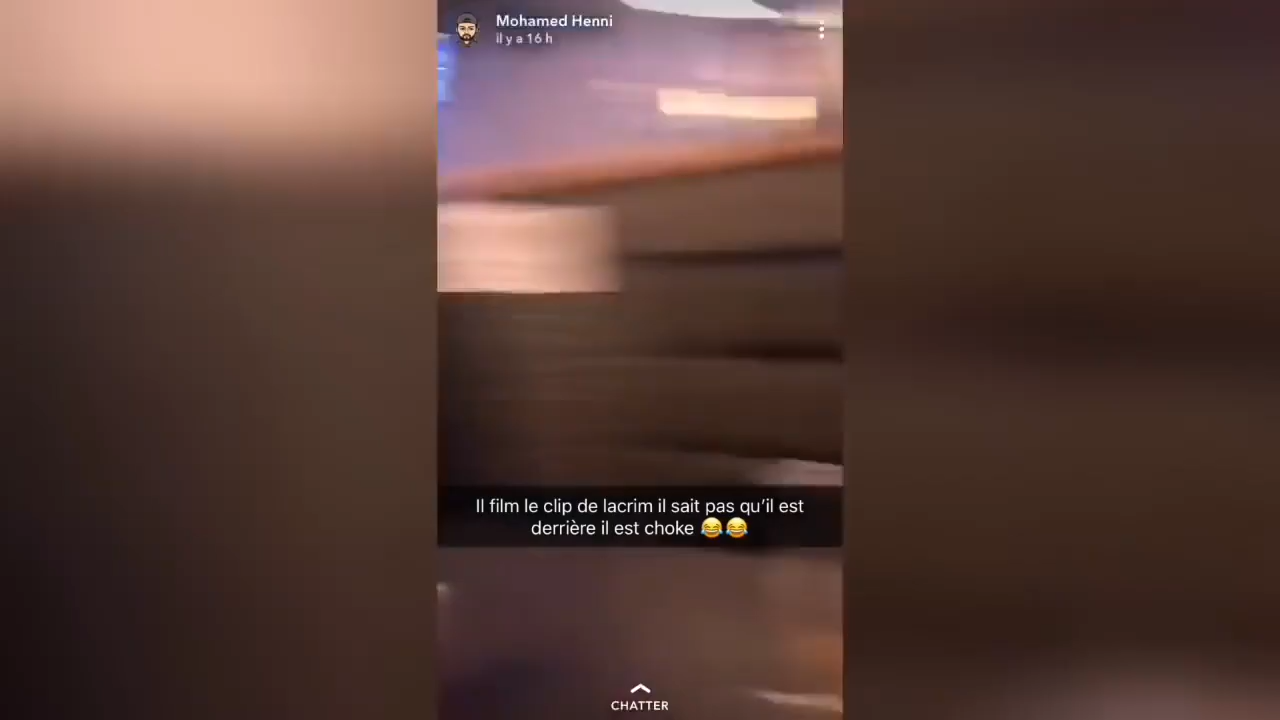 Mohamed Henni
il y a 16 h
Il film le clip de lacrim il sait pas qu’il est
derrière il est choke 😂😂
CHATTER